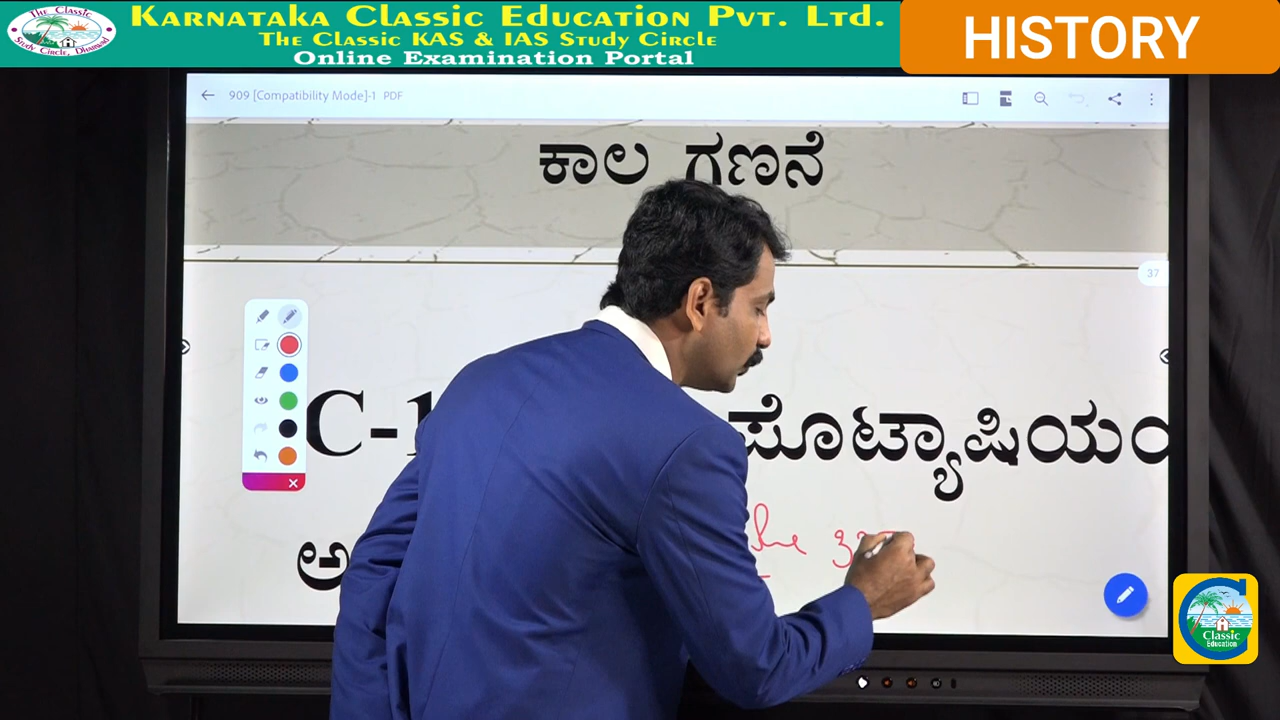 KARNATAKA CLASSIC EDUCATION PVT. LTD.
THE CLASSIC KAS & IAS STUDY CIRCLE
Online Examination Portal
HISTORY
The Classic
Study Circle, Dharwad
909 [Compatibility Mode]-1 PDF
ಕಾಲ ಗಣನೆ
37
C-1
ಪೊಟ್ಯಾಷಿಯಂ
the
ಅ
Classic
Education